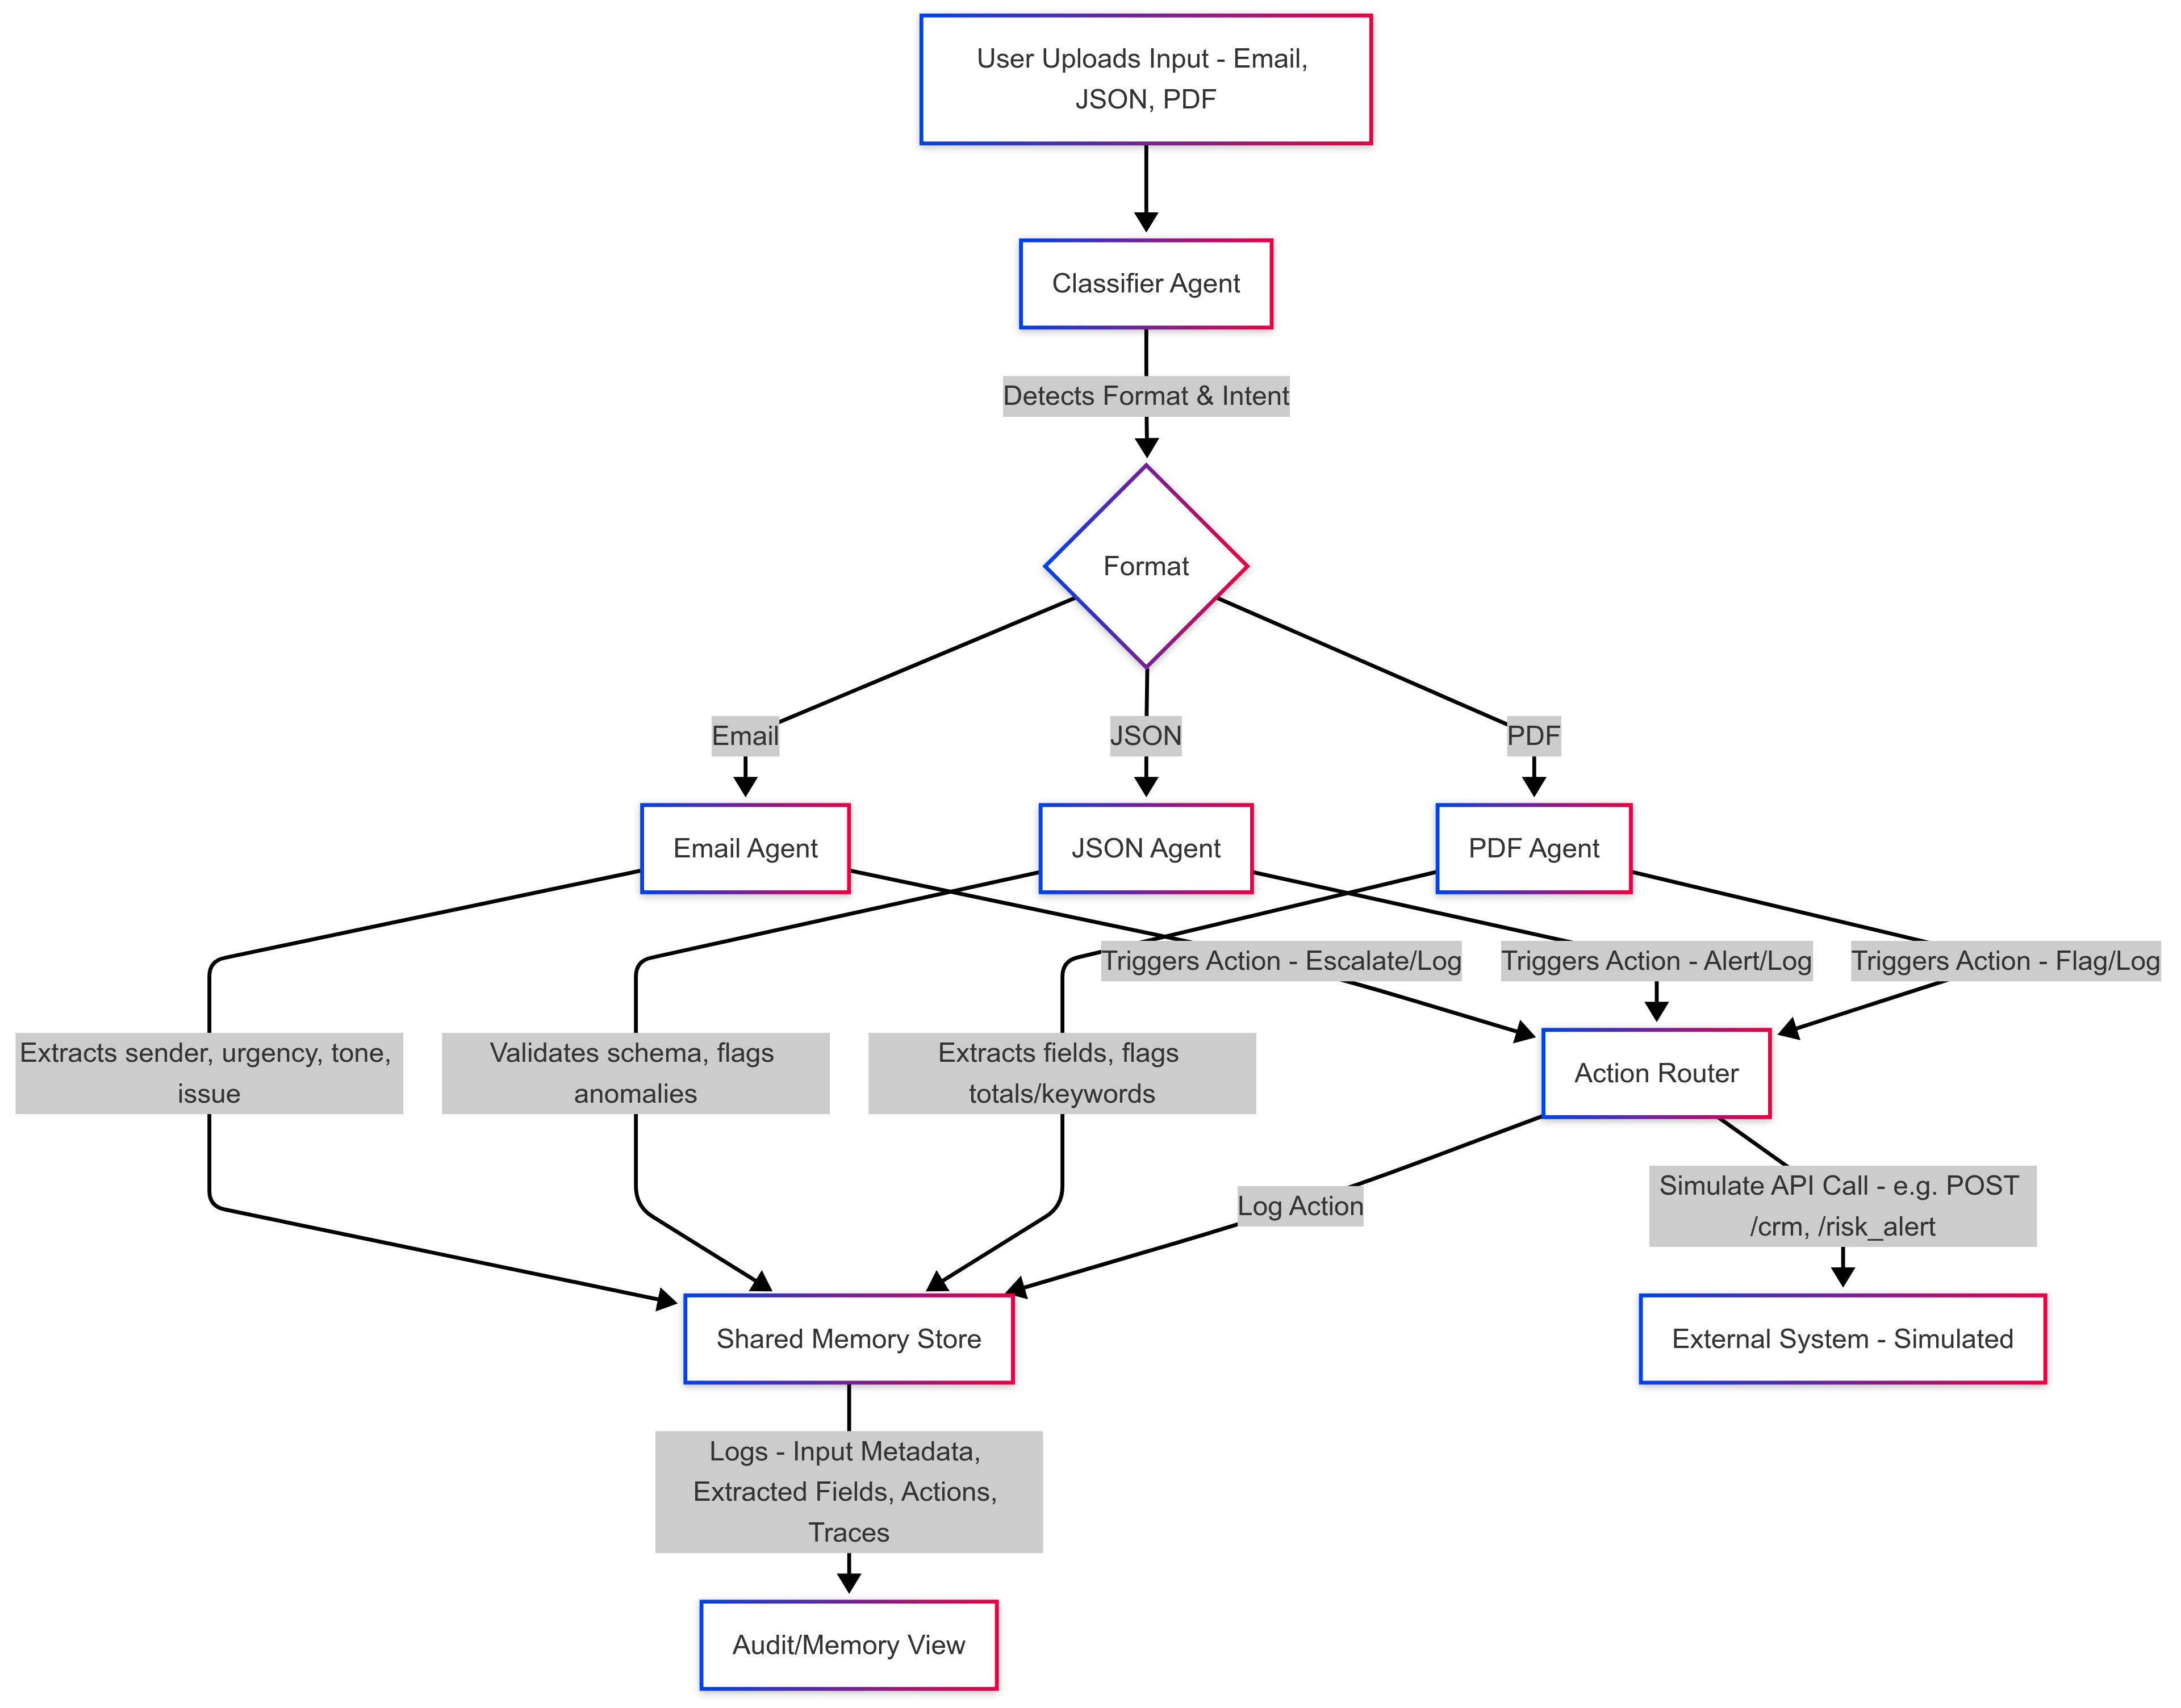 User Uploads Input - Email,
JSON, PDF
Classifier Agent
Detects Format & Intent
Format
Email
JSON
PDF
Email Agent
JSON Agent
PDF Agent
Triggers Action - Escalate/Log
Triggers Action - Alert/Log
Triggers Action - Flag/Log
Extracts sender, urgency, tone,
issue
Validates schema, flags
anomalies
Extracts fields, flags
totals/keywords
Action Router
Log Action
Simulate API Call - e.g. POST
/crm, /risk_alert
Shared Memory Store
External System - Simulated
Logs - Input Metadata,
Extracted Fields, Actions,
Traces
Audit/Memory View